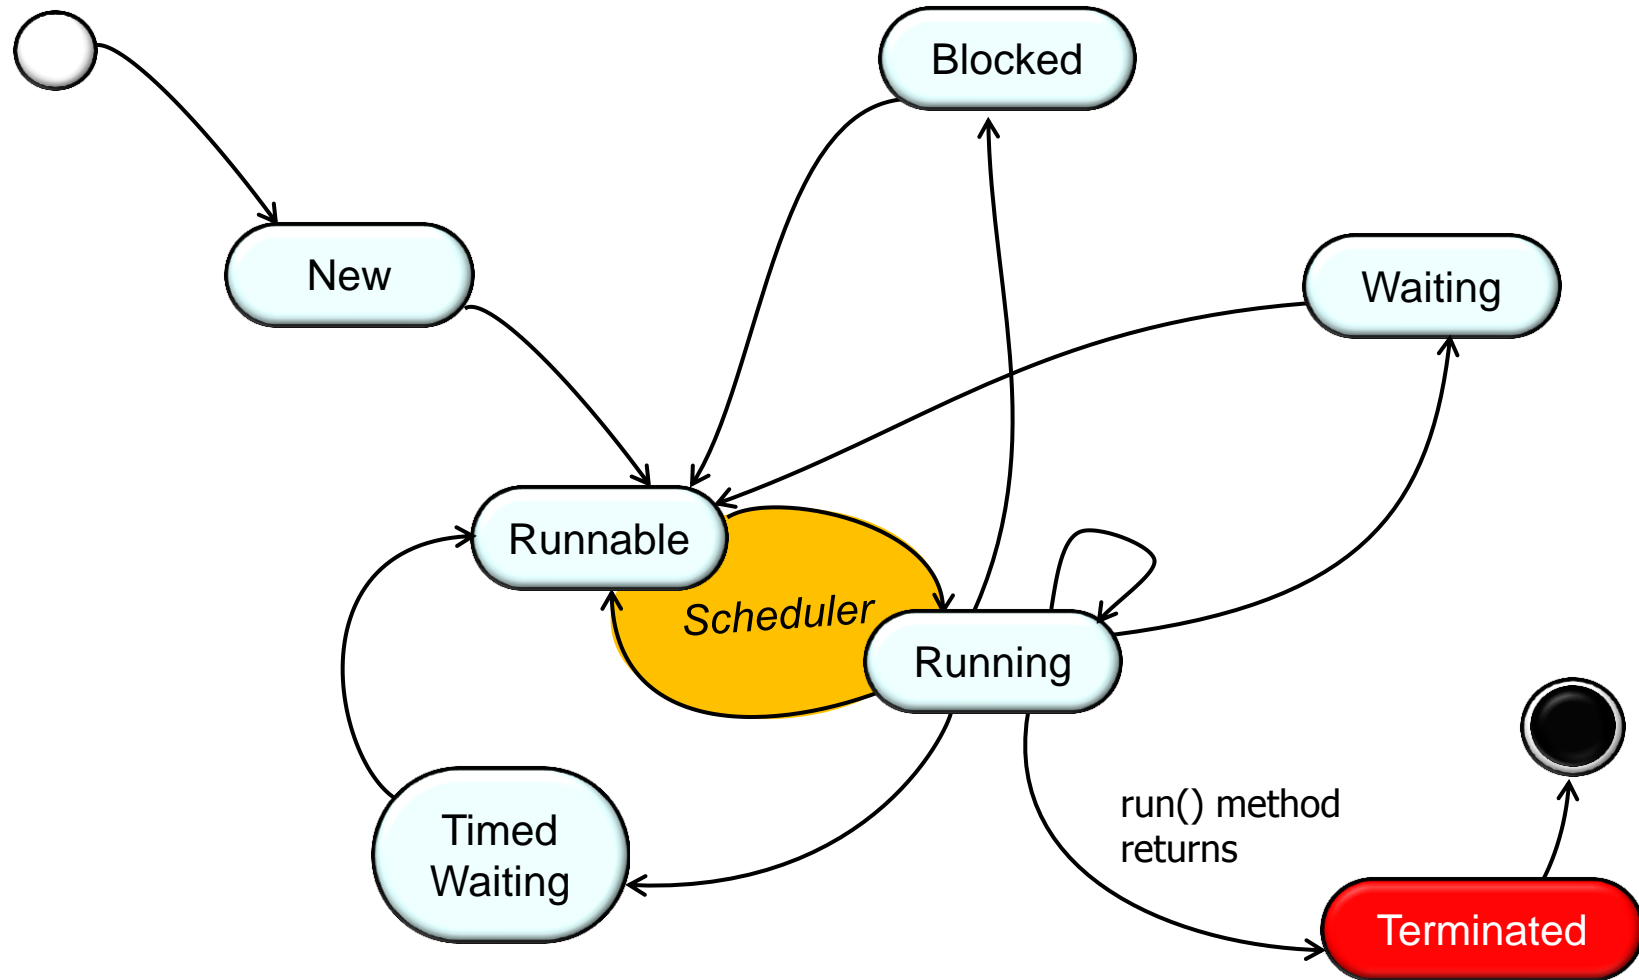 Blocked
New
Waiting
Runnable
Scheduler
Running
Timed
Waiting
run() method
returns
Terminated